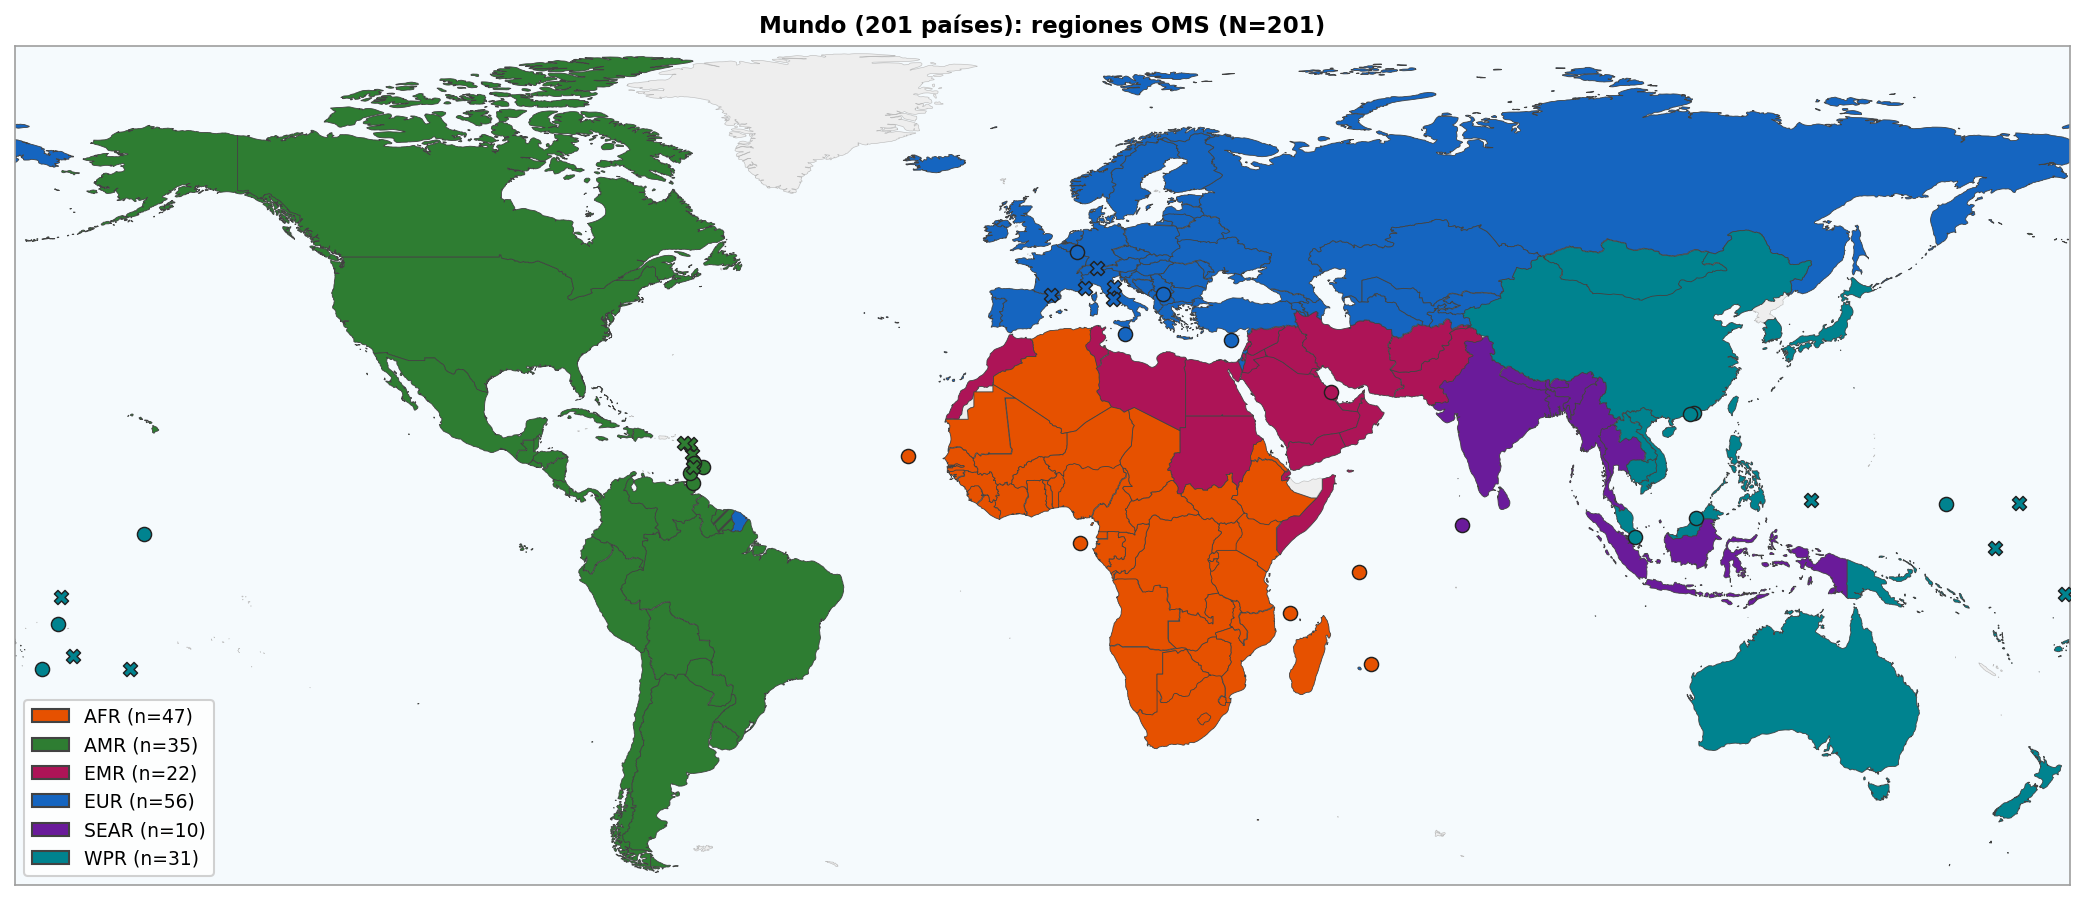 Mundo (201 países): regiones OMS (N=201)
AFR (n=47)
AMR (n=35)
EMR (n=22)
EUR (n=56)
SEAR (n=10)
WPR (n=31)